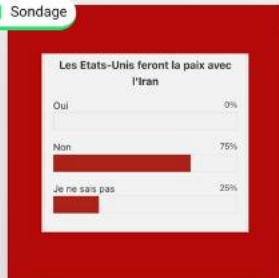 Sondage
Les Etats-Unis feront la paix avec
l'Iran
Oui 0%
Non 75%
Je ne sais pas 25%